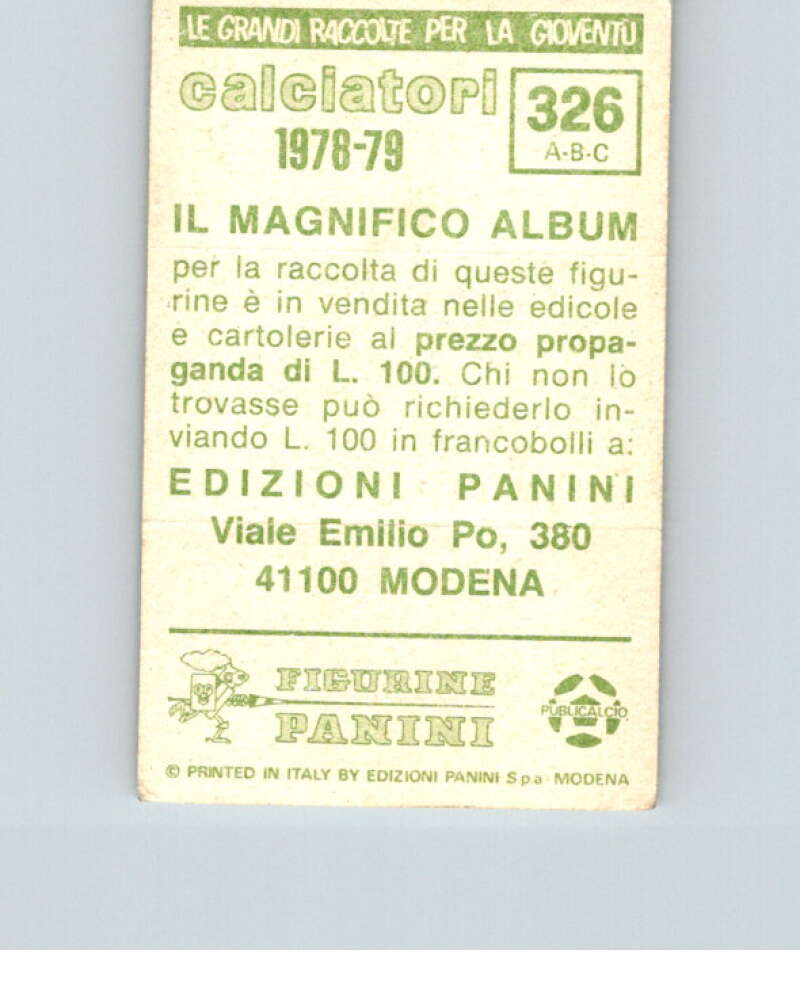 LE GRANDI RACCOLTE PER LA GIOVENTÙ
calciatori
1978-79
326
A-B-C
IL MAGNIFICO ALBUM
per la raccolta di queste figu-
rine è in vendita nelle edicole
e cartolerie al prezzo propa-
ganda di L. 100. Chi non lo
trovasse può richiederlo in-
viando L. 100 in francobolli a:
EDIZIONI PANINI
Viale Emilio Po, 380
41100 MODENA
FIGURINE
PANINI
PUBLICALCIO
© PRINTED IN ITALY BY EDIZIONI PANINI S.p.a. MODENA